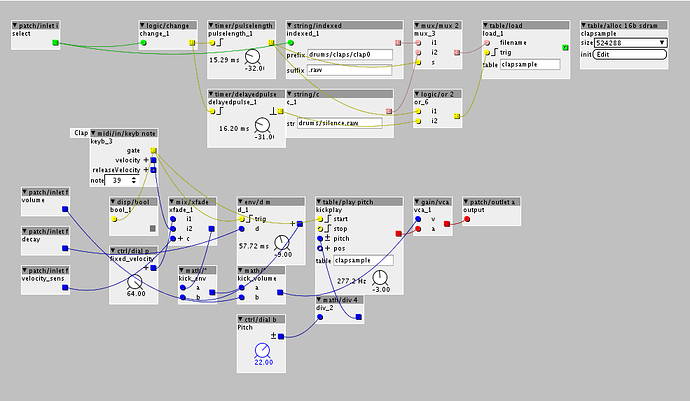 patch/inlet i
select
logic/change
change_1
timer/pulselength
pulselength_1
15.29 ms
-32.0
string/indexed
indexed_1
prefix
drums/claps/clap0
suffix
.raw
mux/mux 2
mux_3
i1
i2
s
table/load
load_1
filename
trig
table
clapsample
table/alloc 16b sdram
clapsample
size
524288
init
Edit
timer/delayedpulse
delayedpulse_1
16.20 ms
-31.0
string/c
c_1
str
drums/silence.raw
logic/or 2
or_6
i1
i2
Clap
midi/in/keyb note
keyb_3
gate
velocity
releaseVelocity
note
39
patch/inlet f
volume
patch/inlet f
decay
patch/inlet f
velocity_sens
disp/bool
bool_1
ctrl/dial p
fixed_velocity
64.00
mix/xfade
xfade_1
i1
i2
+ c
math/*
kick_env
a
b
env/d m
d_1
trig
d
57.72 ms
-9.00
math/*
kick_volume
a
b
table/play pitch
kickplay
start
stop
pitch
pos
table
clapsample
277.2 Hz
-3.00
gain/vca
vca_1
v
a
patch/outlet a
output
math/div 4
div_2
ctrl/dial b
Pitch
22.00